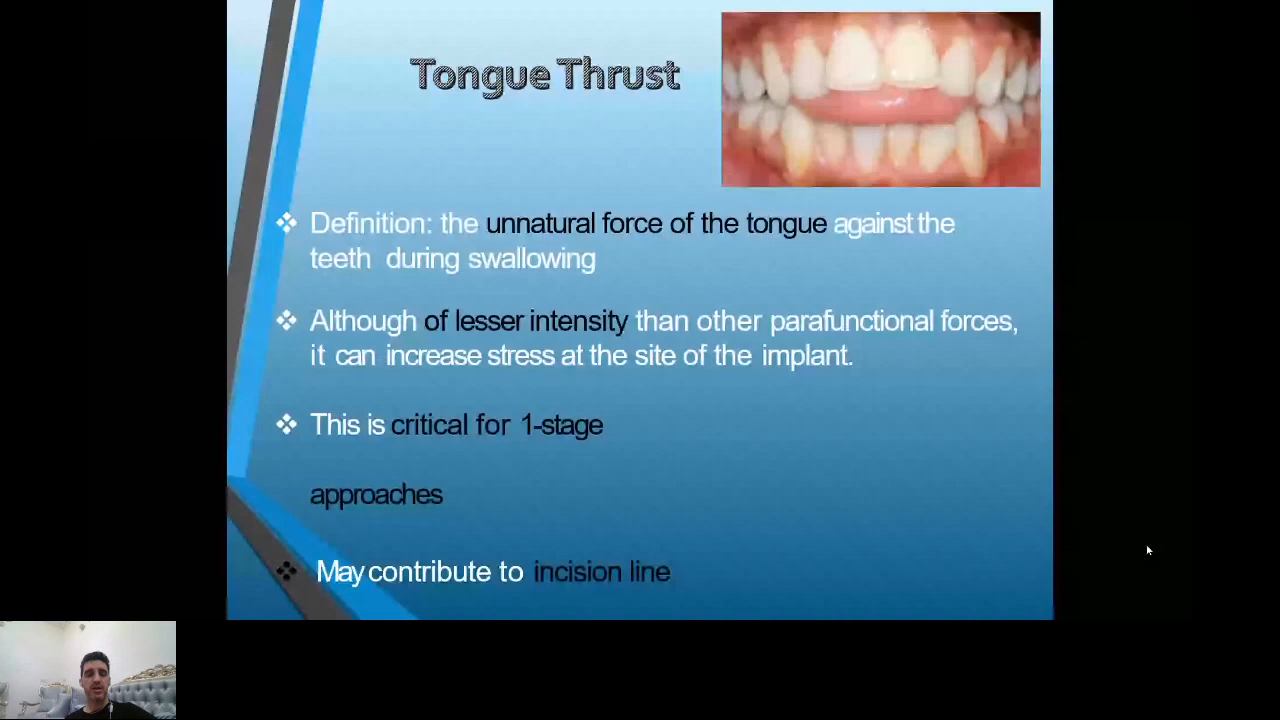 Tongue Thrust
❖ Definition: the unnatural force of the tongue against the
teeth during swallowing
❖ Although of lesser intensity than other parafunctional forces,
it can increase stress at the site of the implant.
❖ This is critical for 1-stage
approaches
❖ May contribute to incision line